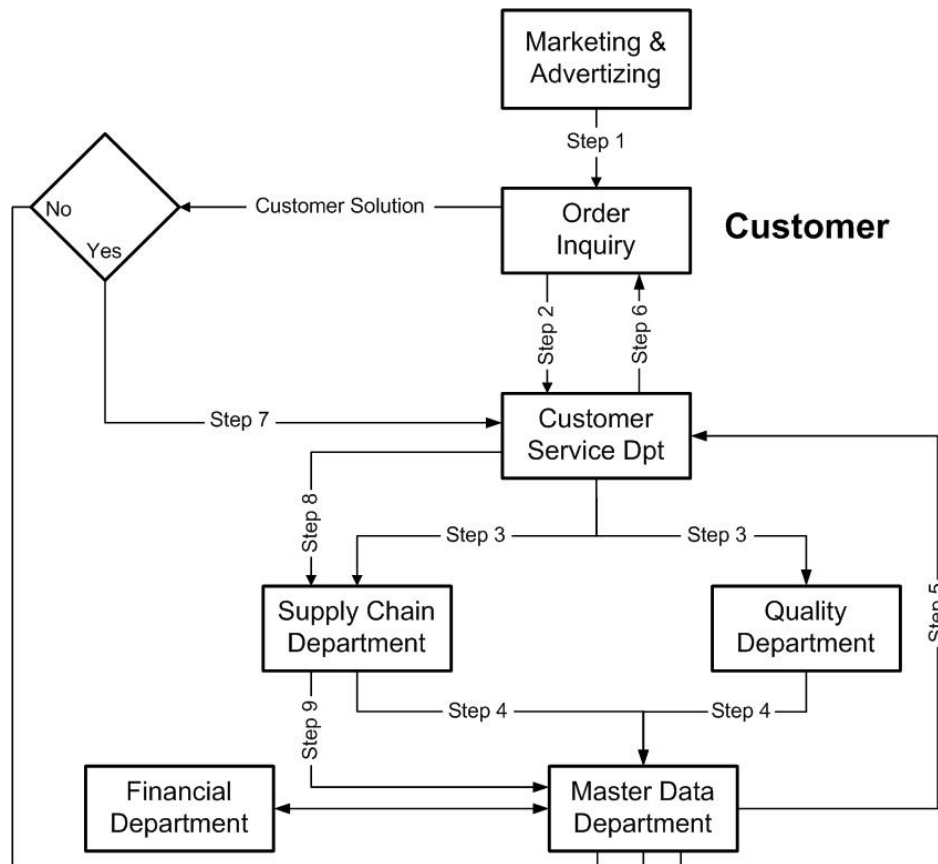 Marketing &
Advertizing
Step 1
No
Yes
Customer Solution
Order
Inquiry
Customer
Step 2
Step 6
Step 7
Customer
Service Dpt
Step 8
Step 3
Step 3
Supply Chain
Department
Quality
Department
Step 5
Step 9
Step 4
Step 4
Financial
Department
Master Data
Department